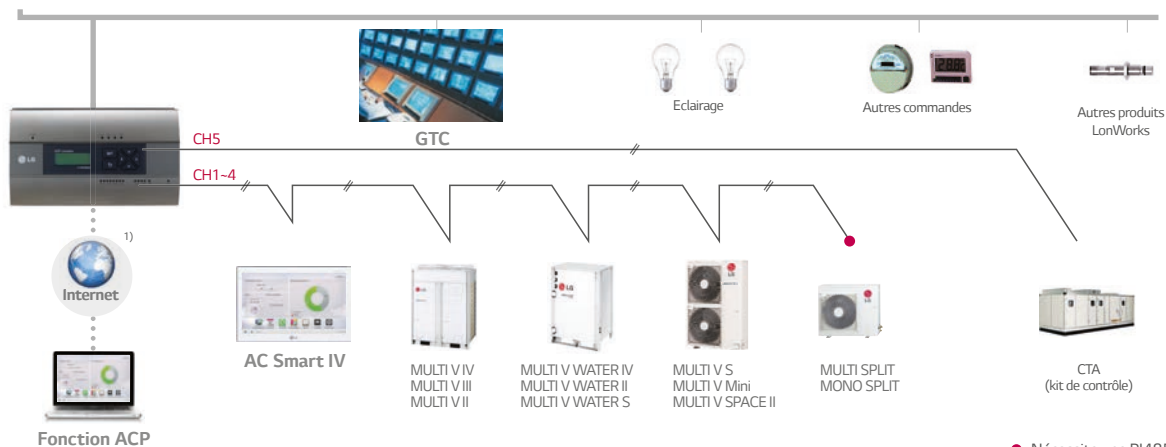 CH5
CH1~4
GTC
Eclairage
Autres commandes
Autres produits
LonWorks
LG
1)
Internet
AC Smart IV
MULTI V IV
MULTI V III
MULTI V II
MULTI V WATER IV
MULTI V WATER II
MULTI V WATER S
MULTI V S
MULTI V Mini
MULTI V SPACE II
MULTI SPLIT
MONO SPLIT
CTA
(kit de contrôle)
Fonction ACP